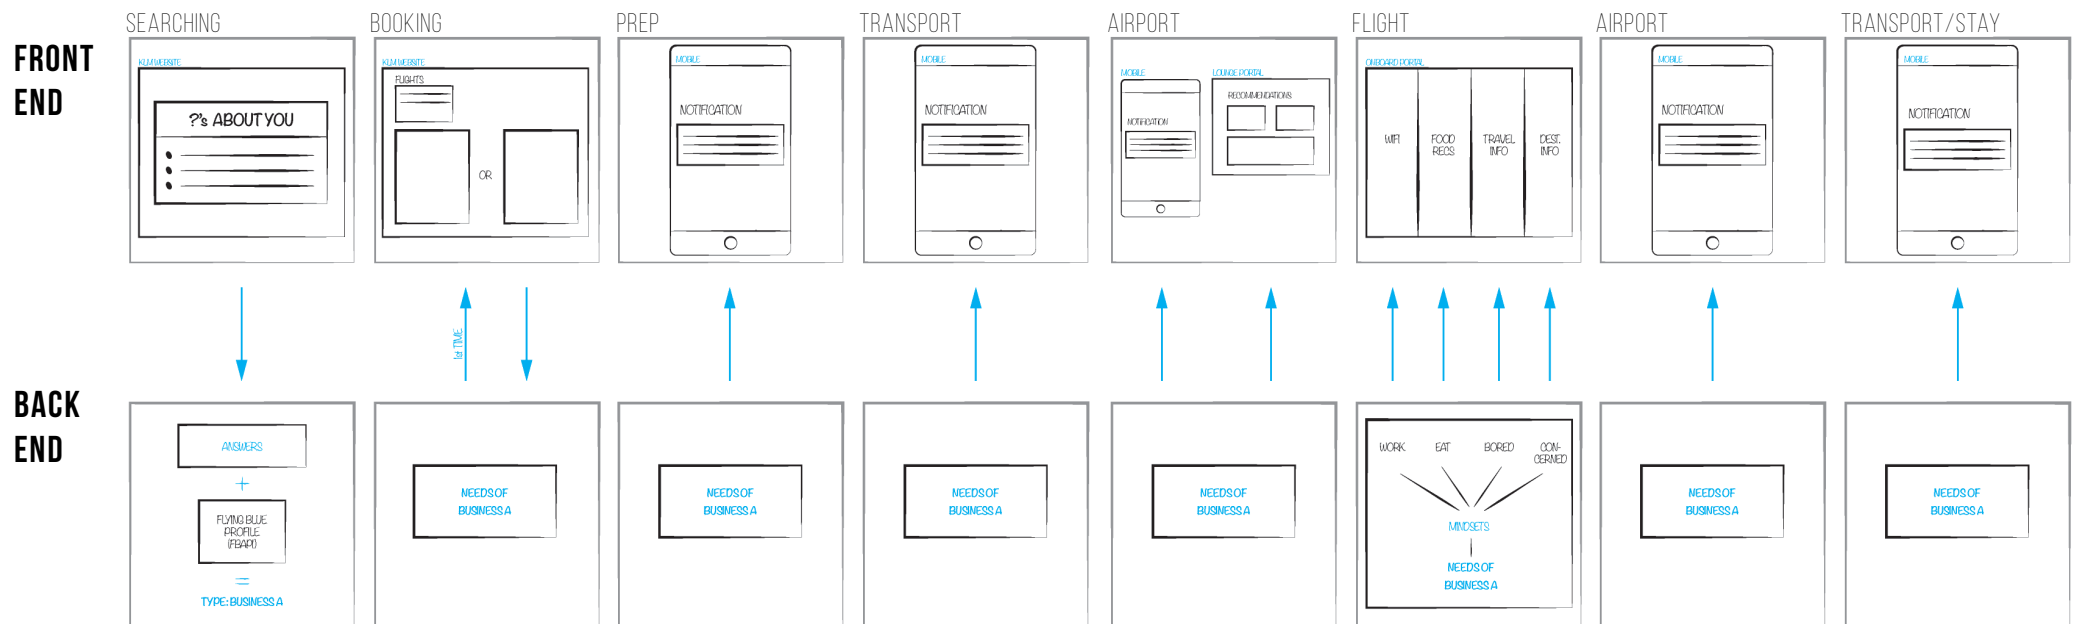 SEARCHING
BOOKING
PREP
TRANSPORT
AIRPORT
FLIGHT
AIRPORT
TRANSPORT/STAY
FRONT
END
KLM WEBSITE
?'s ABOUT YOU
KLM WEBSITE
FLIGHTS
OR
MOBILE
NOTIFICATION
MOBILE
NOTIFICATION
MOBILE
NOTIFICATION
LOUNGE PORTAL
RECOMMENDATIONS
ONBOARD PORTAL
WIFI
FOOD
RECS
TRAVEL
INFO
DEST.
INFO
MOBILE
NOTIFICATION
MOBILE
NOTIFICATION
1st TIME
BACK
END
ANSWERS
+
FLYING BLUE
PROFILE
(FBAPI)
=
TYPE: BUSINESS A
NEEDS OF
BUSINESS A
NEEDS OF
BUSINESS A
NEEDS OF
BUSINESS A
NEEDS OF
BUSINESS A
WORK
EAT
BORED
CON-
CERNED
MINDSETS
NEEDS OF
BUSINESS A
NEEDS OF
BUSINESS A
NEEDS OF
BUSINESS A